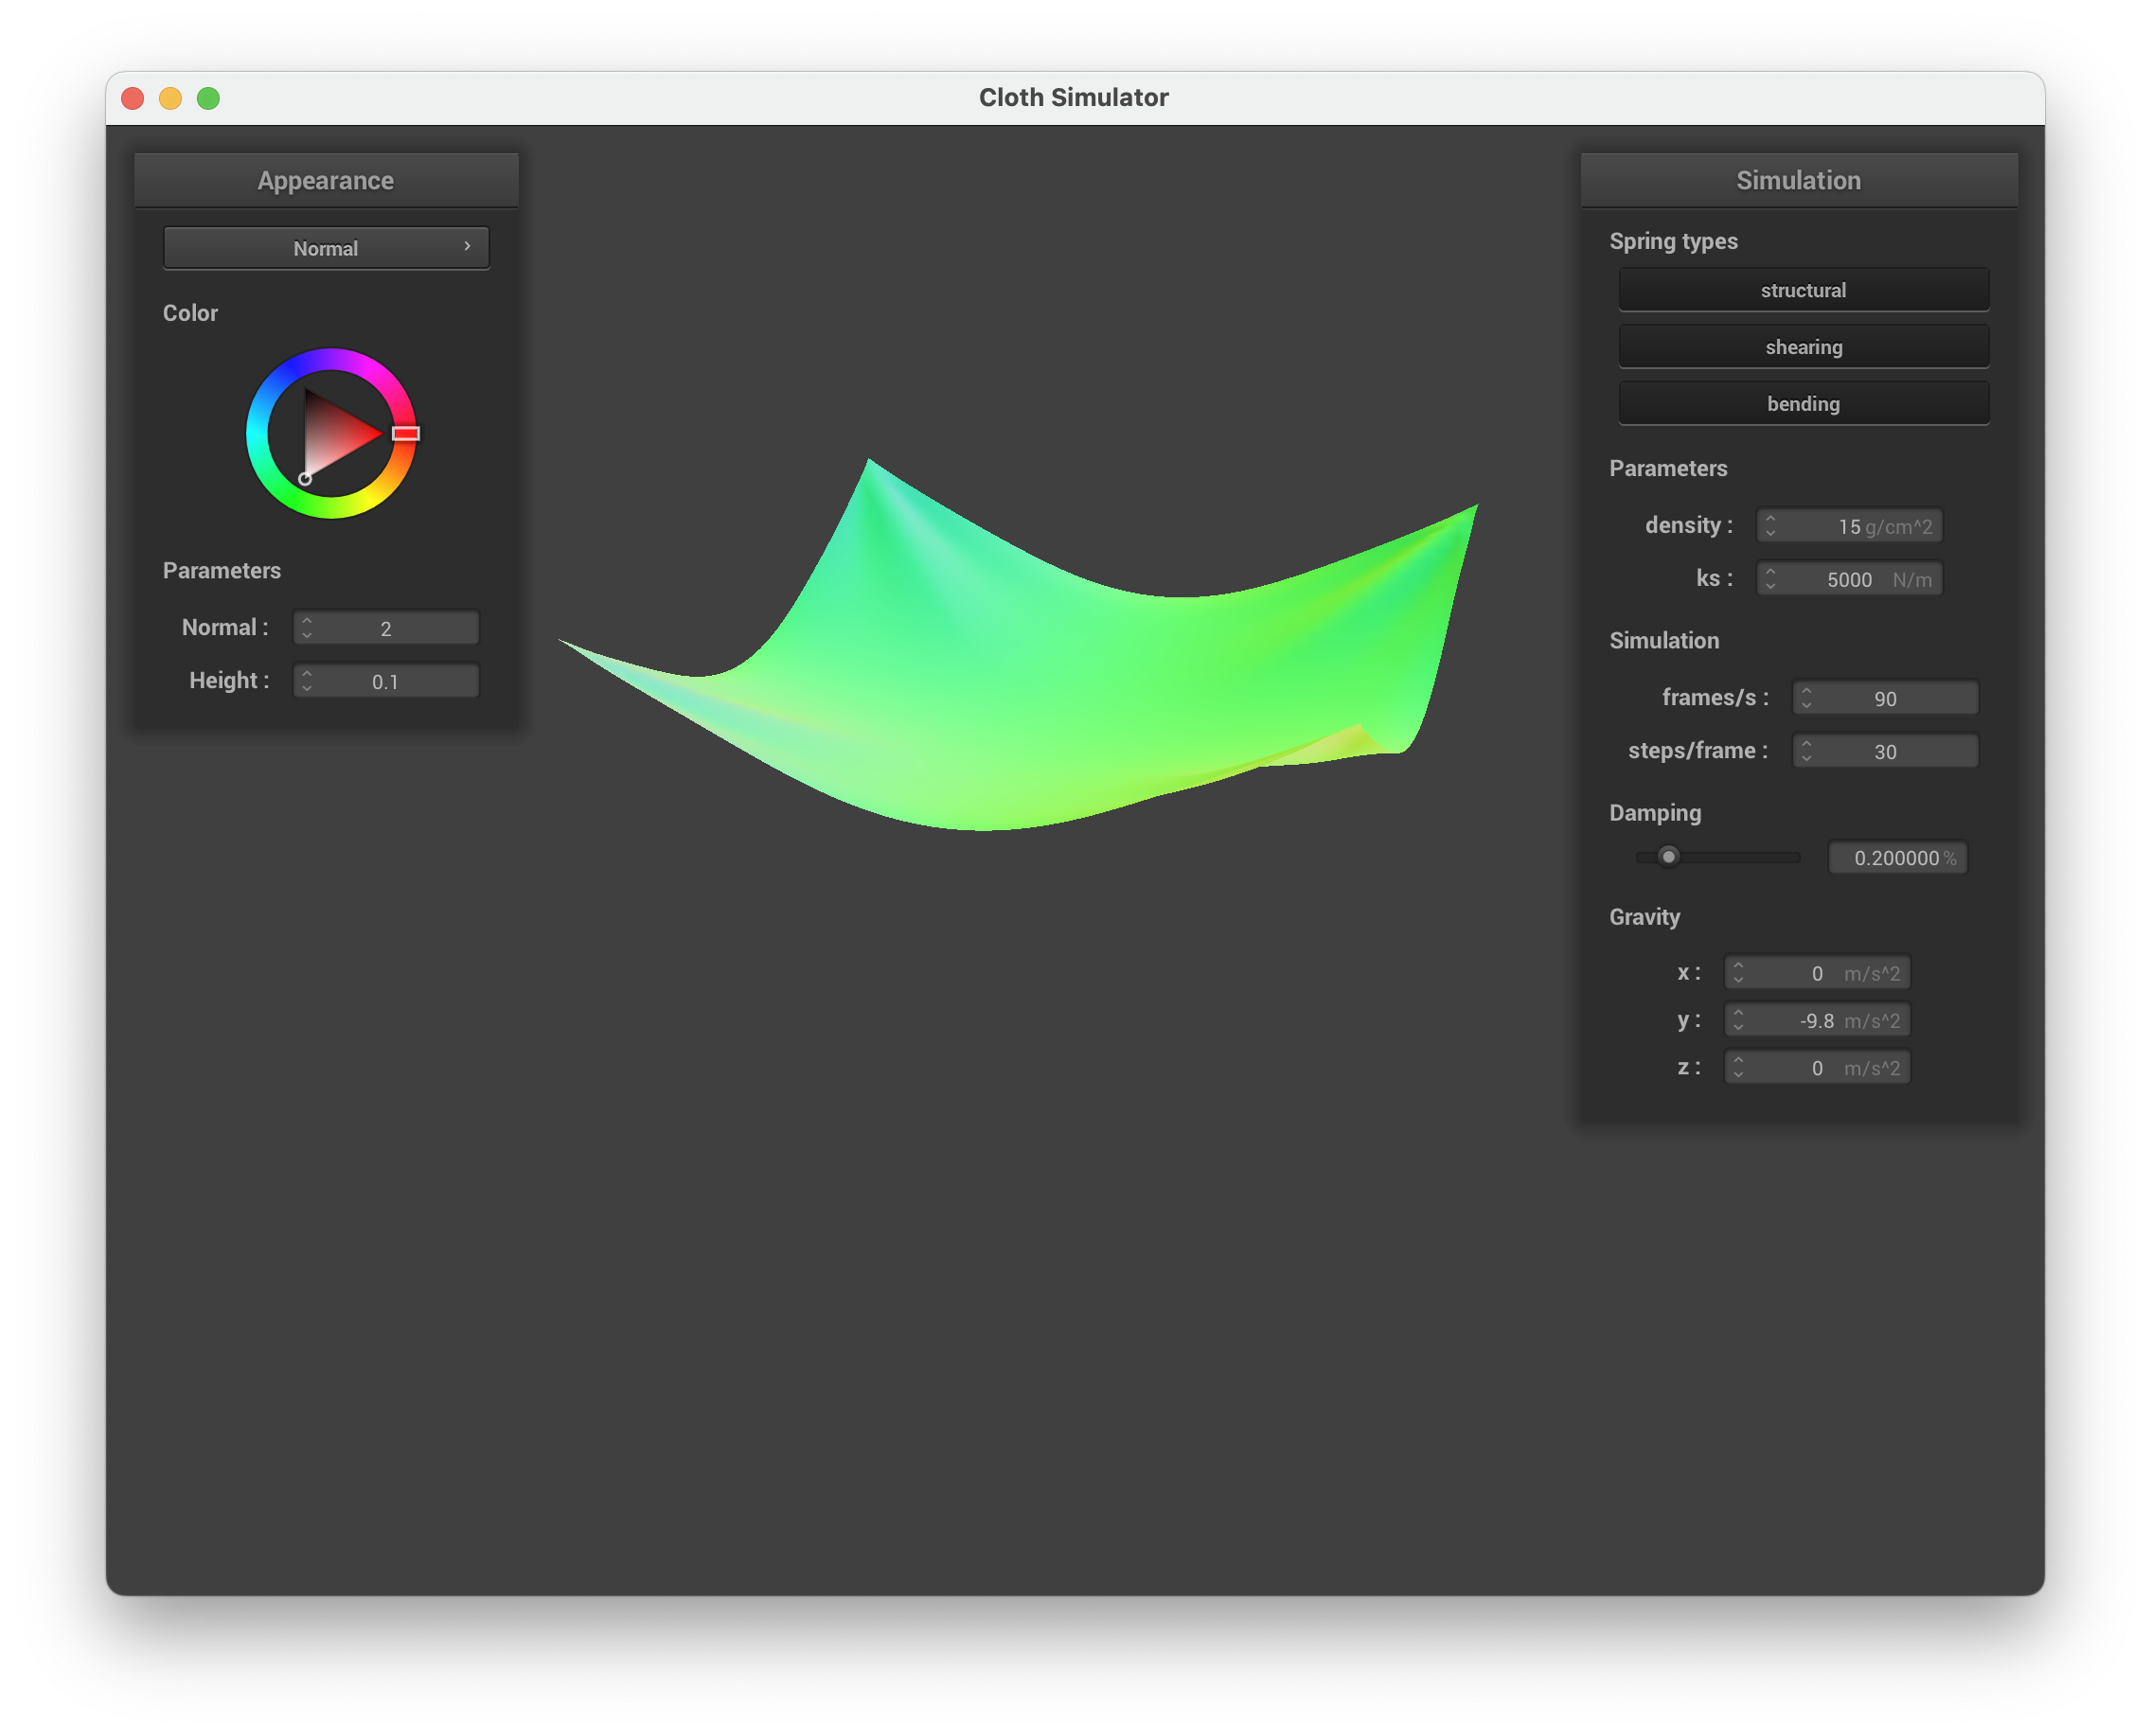 Cloth Simulator
Appearance
Normal
Color
Parameters
Normal : 2
Height : 0.1
Simulation
Spring types
structural
shearing
bending
Parameters
density : 15 g/cm^2
ks : 5000 N/m
Simulation
frames/s : 90
steps/frame : 30
Damping
0.200000 %
Gravity
x : 0 m/s^2
y : -9.8 m/s^2
z : 0 m/s^2